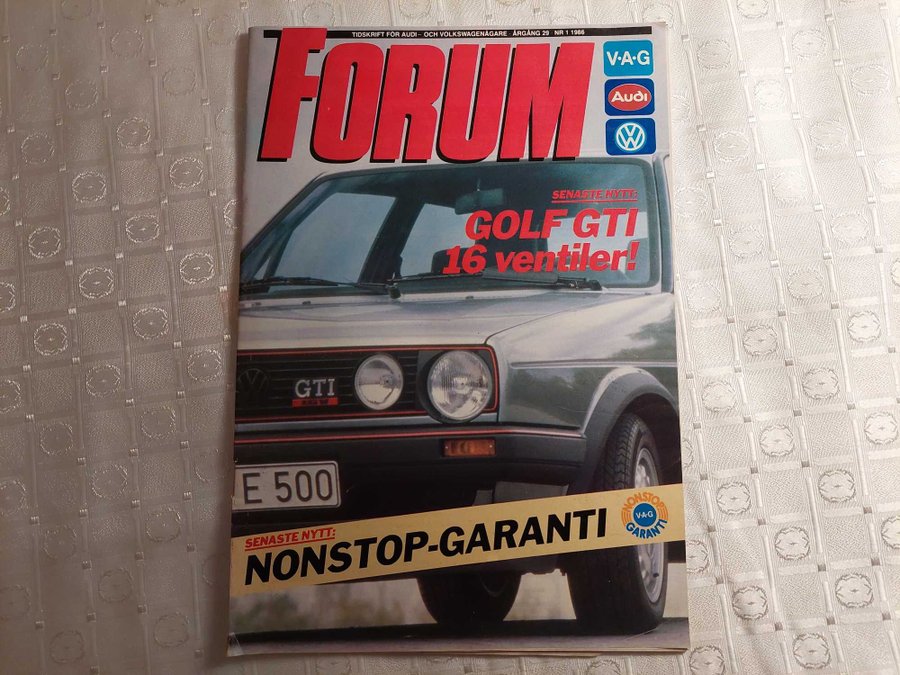 TIDSKRIFT FÖR AUDI- OCH VOLKSWAGENÄGARE · ÅRGÅNG 29 NR 1 1986
FORUM
V·A·G
Audi
SENASTE NYTT:
GOLF GTI
16 ventiler!
GTI
E 500
SENASTE NYTT:
NONSTOP-GARANTI
NONSTOP
V·A·G
GARANTI